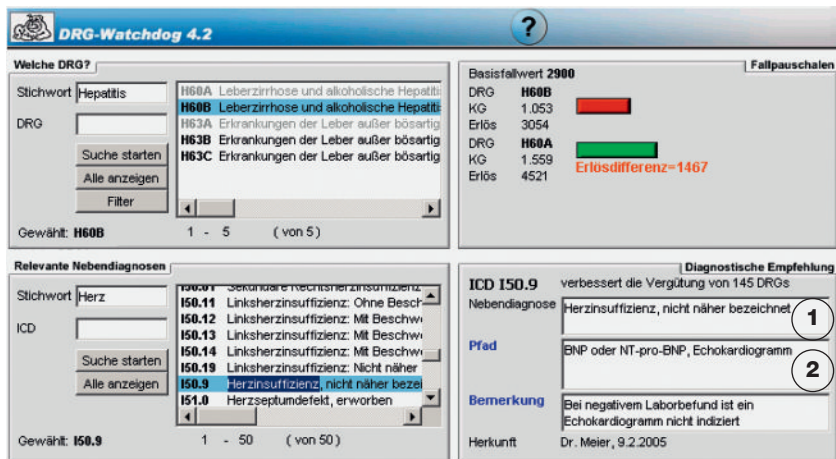 DRG-Watchdog 4.2
?
Welche DRG?
Stichwort Hepatitis
DRG
Suche starten
Alle anzeigen
Filter
H60A Leberzirrhose und alkoholische Hepatiti
H60B Leberzirrhose und alkoholische Hepatiti
H63A Erkrankungen der Leber außer bösartig
H63B Erkrankungen der Leber außer bösartig
H63C Erkrankungen der Leber außer bösartig
Gewählt: H60B
1 - 5 (von 5)
Fallpauschalen
Basisfallwert 2900
DRG H60B
KG 1.053
Erlös 3054
DRG H60A
KG 1.559
Erlös 4521
Erlösdifferenz=1467
Relevante Nebendiagnosen
Stichwort Herz
ICD
Suche starten
Alle anzeigen
I50.01 Sekundäre Rechtsherzinsuffizienz
I50.11 Linksherzinsuffizienz: Ohne Besch
I50.12 Linksherzinsuffizienz: Mit Beschw
I50.13 Linksherzinsuffizienz: Mit Beschw
I50.14 Linksherzinsuffizienz: Mit Beschw
I50.19 Linksherzinsuffizienz: Nicht näher
I50.9 Herzinsuffizienz, nicht näher bezei
I51.0 Herzseptumdefekt, erworben
Gewählt: I50.9
1 - 50 (von 50)
Diagnostische Empfehlung
ICD I50.9 verbessert die Vergütung von 145 DRGs
Nebendiagnose Herzinsuffizienz, nicht näher bezeichnet
1
Pfad BNP oder NT-pro-BNP, Echokardiogramm
2
Bemerkung Bei negativem Laborbefund ist ein
Echokardiogramm nicht indiziert
Herkunft Dr. Meier, 9.2.2005